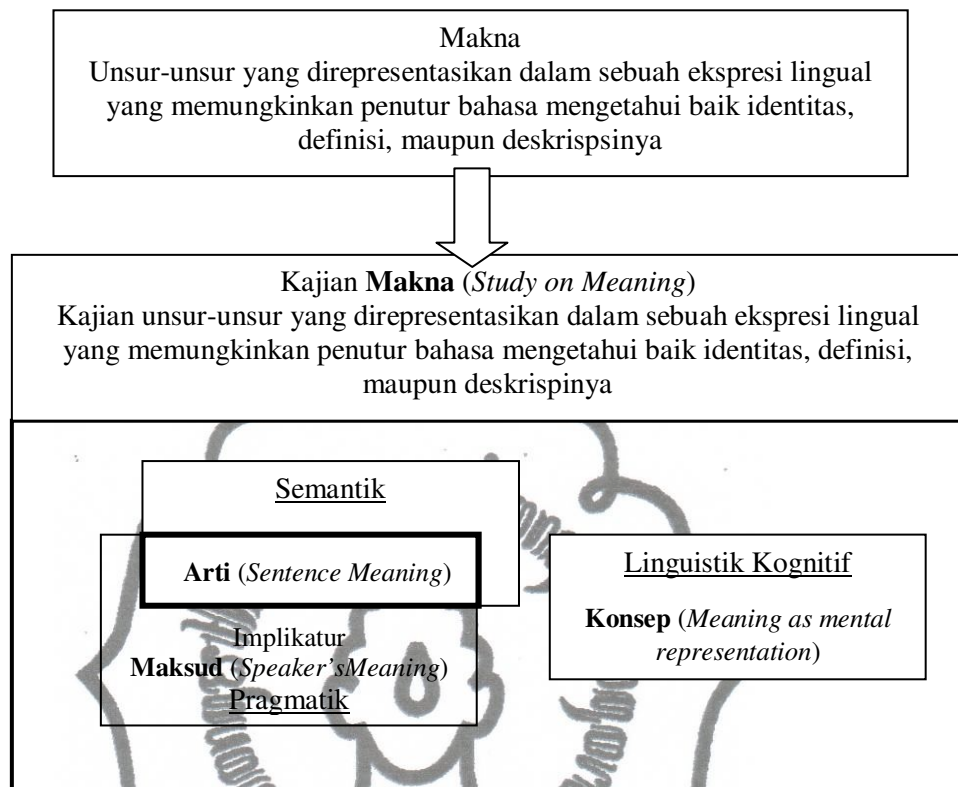 Makna
Unsur-unsur yang direpresentasikan dalam sebuah ekspresi lingual
yang memungkinkan penutur bahasa mengetahui baik identitas,
definisi, maupun deskrispsinya
Kajian Makna (Study on Meaning)
Kajian unsur-unsur yang direpresentasikan dalam sebuah ekspresi lingual
yang memungkinkan penutur bahasa mengetahui baik identitas, definisi,
maupun deskripinya
Semantik
Arti (Sentence Meaning)
Implikatur
Maksud (Speaker'sMeaning)
Pragmatik
Linguistik Kognitif
Konsep (Meaning as mental
representation)